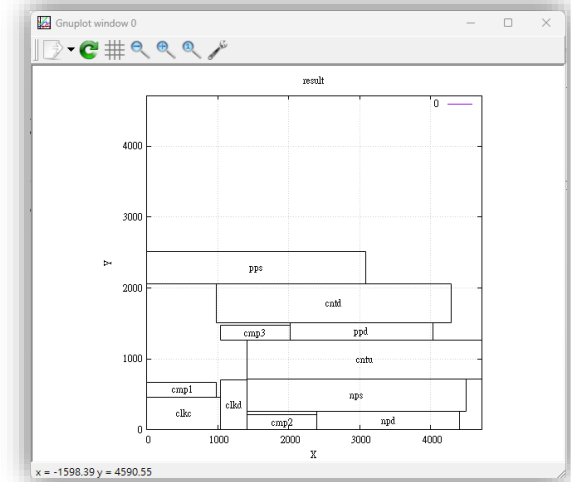 Gnuplot window 0
result
0
4000
3000
Y
pps
2000
cntd
cmp3 ppd
1000
cntu
cmp1
nps
clkc clkd
cmp2 npd
0
0 1000 2000 3000 4000
X
x = -1598.39 y = 4590.55